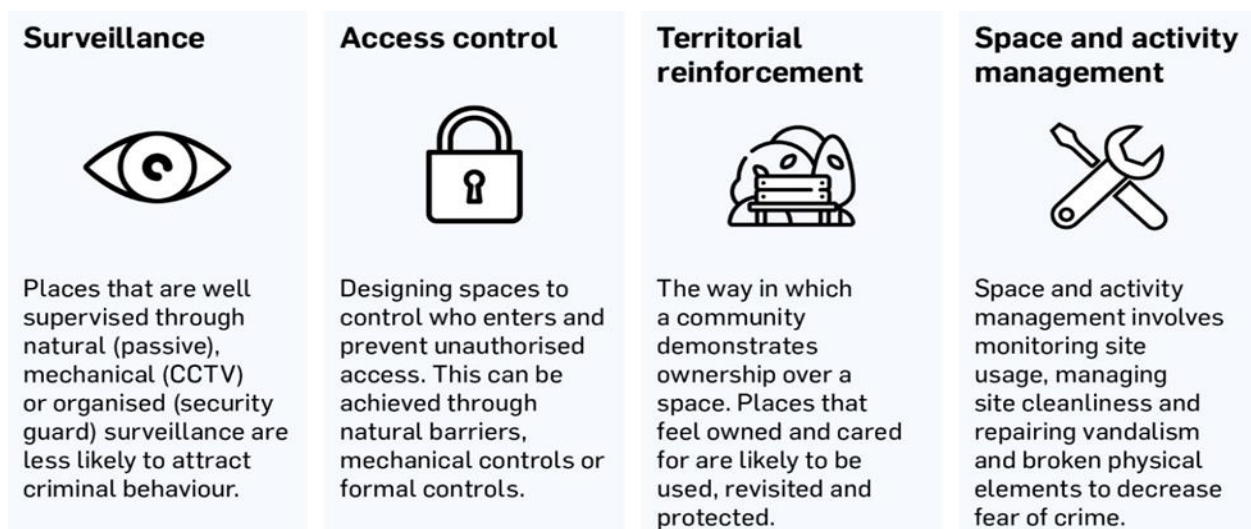 Surveillance
Places that are well
supervised through
natural (passive),
mechanical (CCTV)
or organised (security
guard) surveillance are
less likely to attract
criminal behaviour.
Access control
Designing spaces to
control who enters and
prevent unauthorised
access. This can be
achieved through
natural barriers,
mechanical controls or
formal controls.
Territorial
reinforcement
The way in which
a community
demonstrates
ownership over a
space. Places that
feel owned and cared
for are likely to be
used, revisited and
protected.
Space and activity
management
Space and activity
management involves
monitoring site
usage, managing
site cleanliness and
repairing vandalism
and broken physical
elements to decrease
fear of crime.